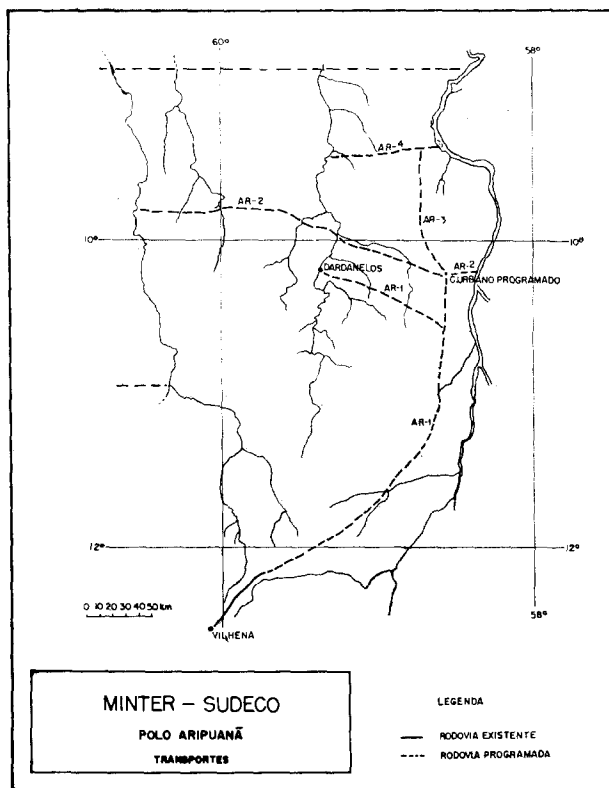 60° 58°
AR-4
AR-2
AR-3
10° 10°
AR-2
DARDANELOS
C.URBANO PROGRAMADO
AR-1
AR-1
12° 12°
0 10 20 30 40 50 km
58°
VILHENA
MINTER – SUDECO
POLO ARIPUANÃ
TRANSPORTES
LEGENDA
RODOVIA EXISTENTE
RODOVIA PROGRAMADA